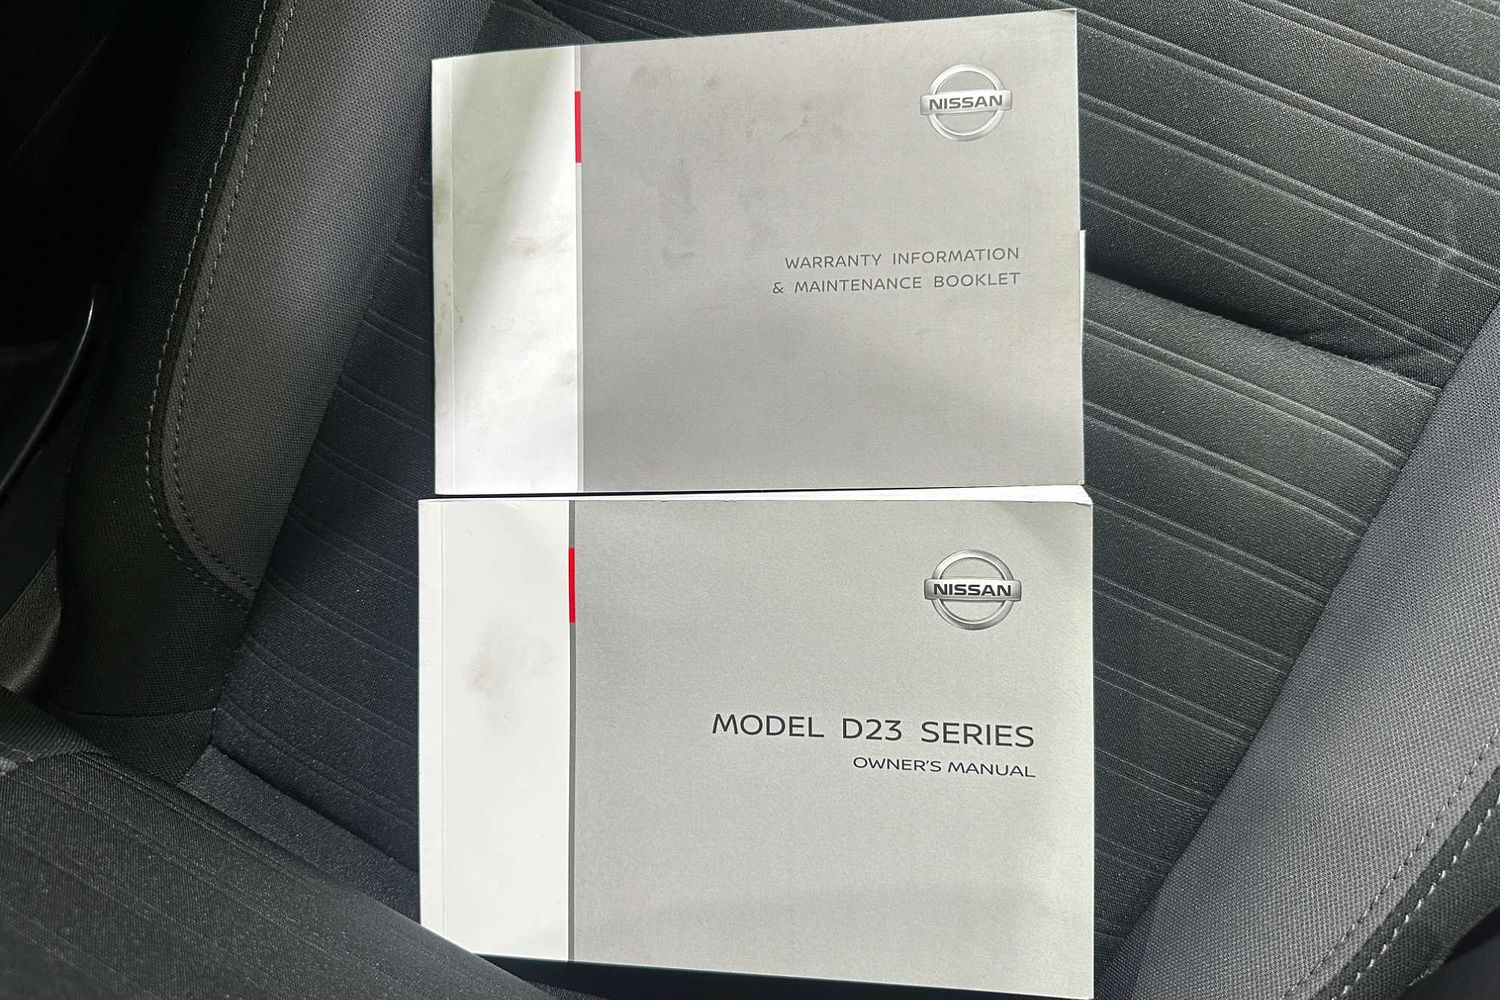 NISSAN
WARRANTY INFORMATION
& MAINTENANCE BOOKLET
NISSAN
MODEL D23 SERIES
OWNER'S MANUAL